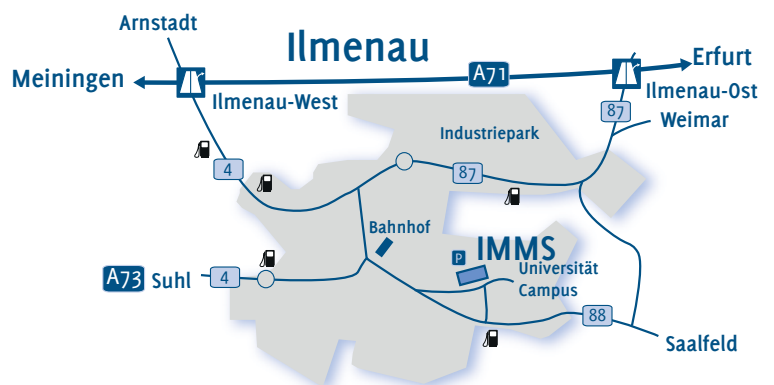 Arnstadt
Ilmenau
Meiningen
A71
Erfurt
Ilmenau-West
Ilmenau-Ost
87
Weimar
Industriepark
4
87
Bahnhof
P
IMMS
A73 Suhl
4
Universität
Campus
88
Saalfeld